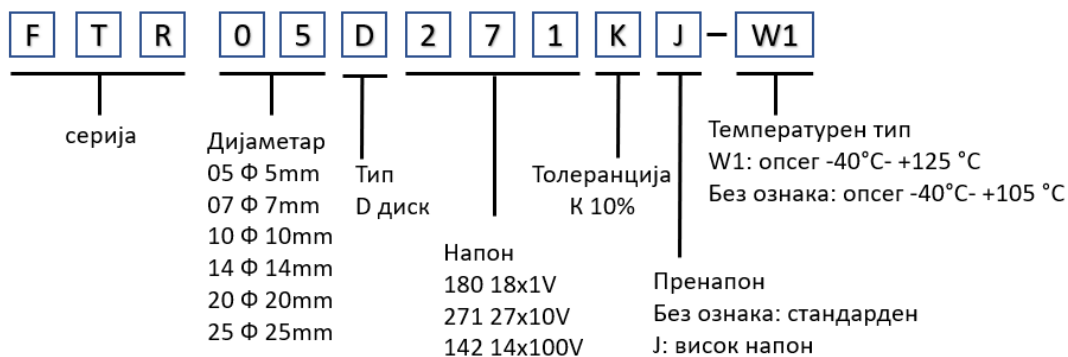 F T R 0 5 D 2 7 1 K J – W1
серија
Дијаметар
05 Φ 5mm
07 Φ 7mm
10 Φ 10mm
14 Φ 14mm
20 Φ 20mm
25 Φ 25mm
Тип
D диск
Напон
180 18x1V
271 27x10V
142 14x100V
Толеранција
К 10%
Пренапон
Без ознака: стандарден
Ј: висок напон
Температурен тип
W1: опсег -40°C- +125 °C
Без ознака: опсег -40°C- +105 °C